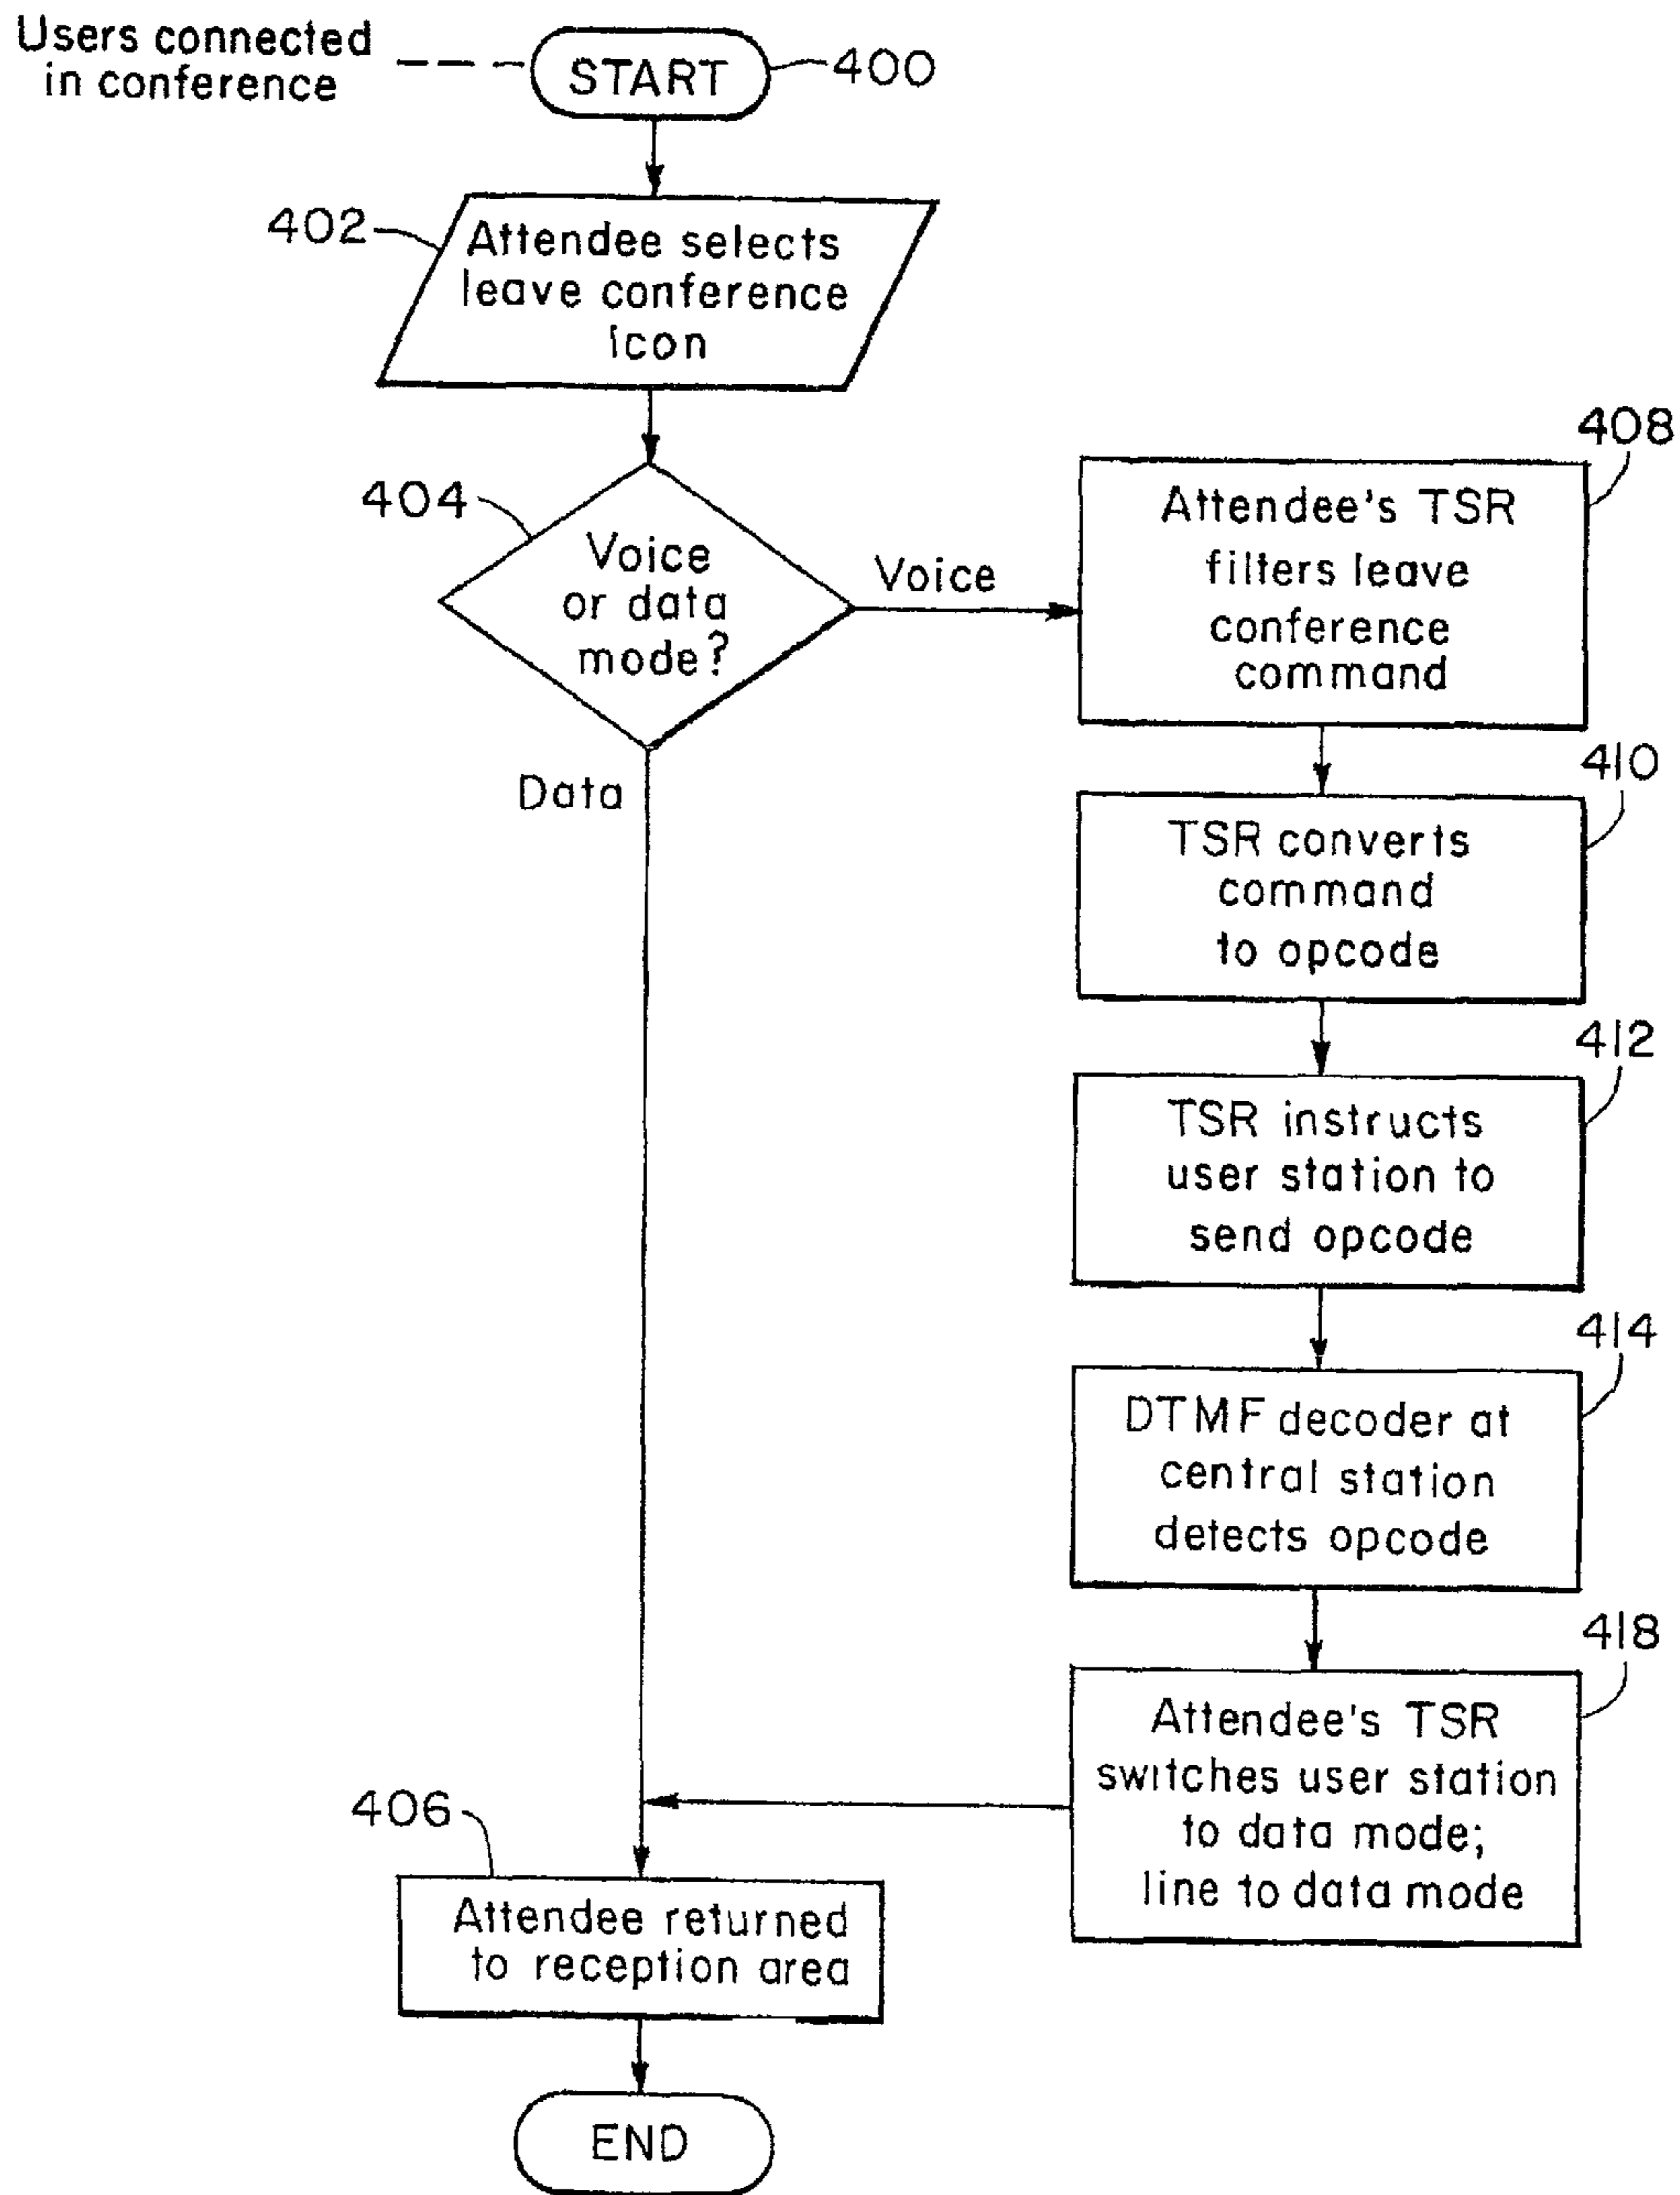 Users connected
in conference
START
400
402
Attendee selects
leave conference
icon
404
Voice
or data
mode?
Voice
Data
408
Attendee's TSR
filters leave
conference
command
410
TSR converts
command
to opcode
412
TSR instructs
user station to
send opcode
414
DTMF decoder at
central station
detects opcode
418
Attendee's TSR
switches user station
to data mode;
line to data mode
406
Attendee returned
to reception area
END